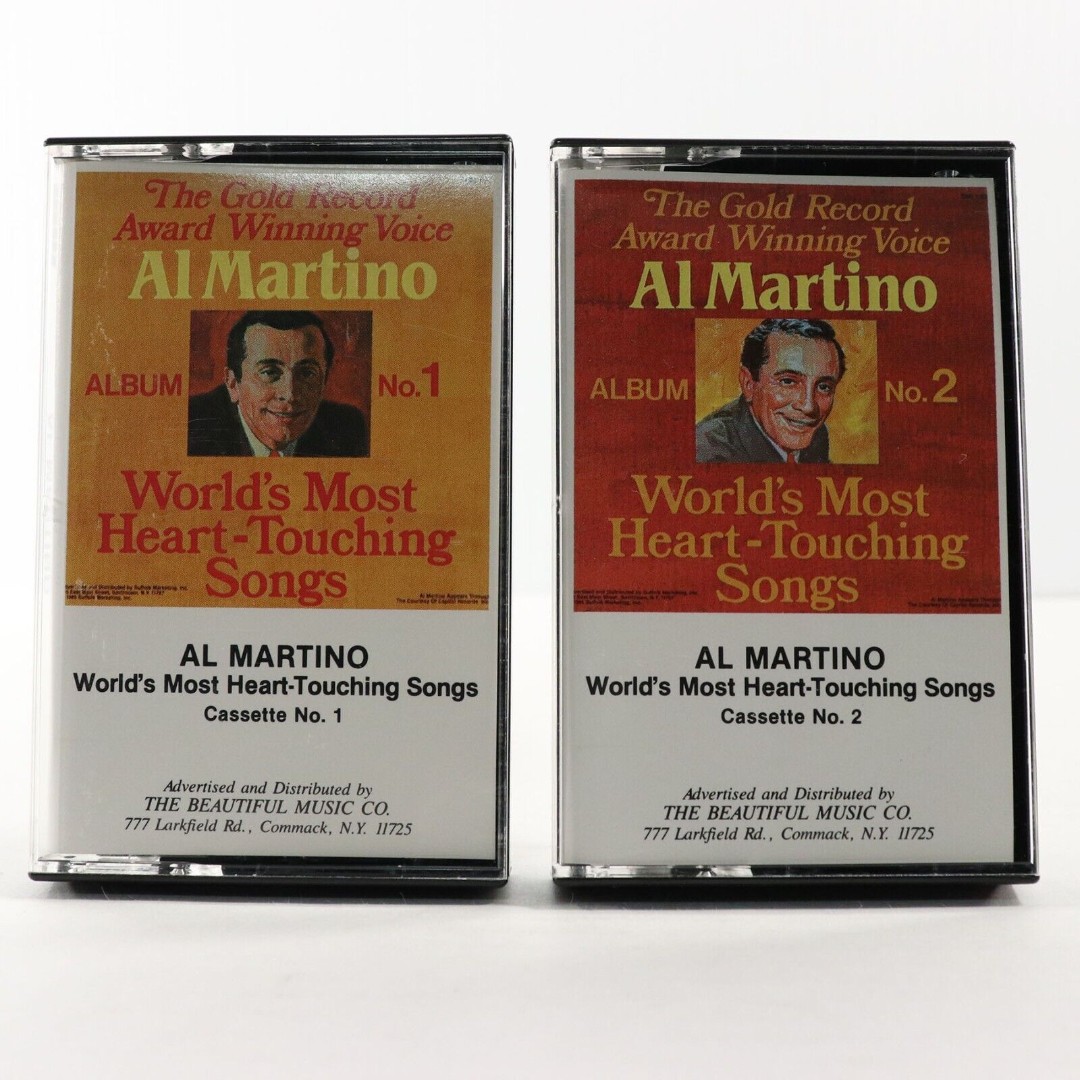 The Gold Record
Award Winning Voice
Al Martino
ALBUM No. 1
World's Most
Heart-Touching
Songs
AL MARTINO
World's Most Heart-Touching Songs
Cassette No. 1
Advertised and Distributed by
THE BEAUTIFUL MUSIC CO.
777 Larkfield Rd., Commack, N.Y. 11725
The Gold Record
Award Winning Voice
Al Martino
ALBUM No. 2
World's Most
Heart-Touching
Songs
AL MARTINO
World's Most Heart-Touching Songs
Cassette No. 2
Advertised and Distributed by
THE BEAUTIFUL MUSIC CO.
777 Larkfield Rd., Commack, N.Y. 11725